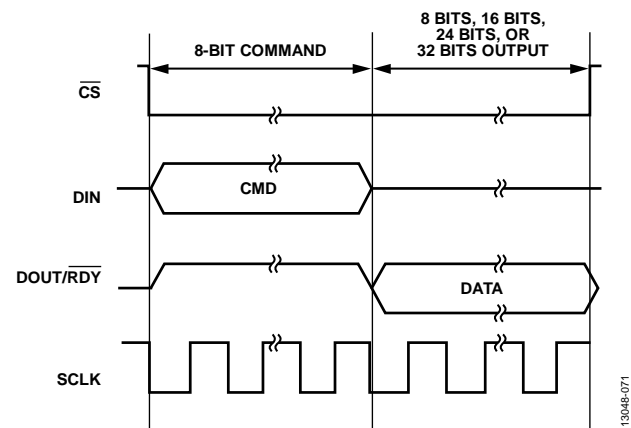 8 BITS, 16 BITS,
24 BITS, OR
32 BITS OUTPUT
8-BIT COMMAND
CS
DIN
CMD
DOUT/RDY
DATA
SCLK
13048-071